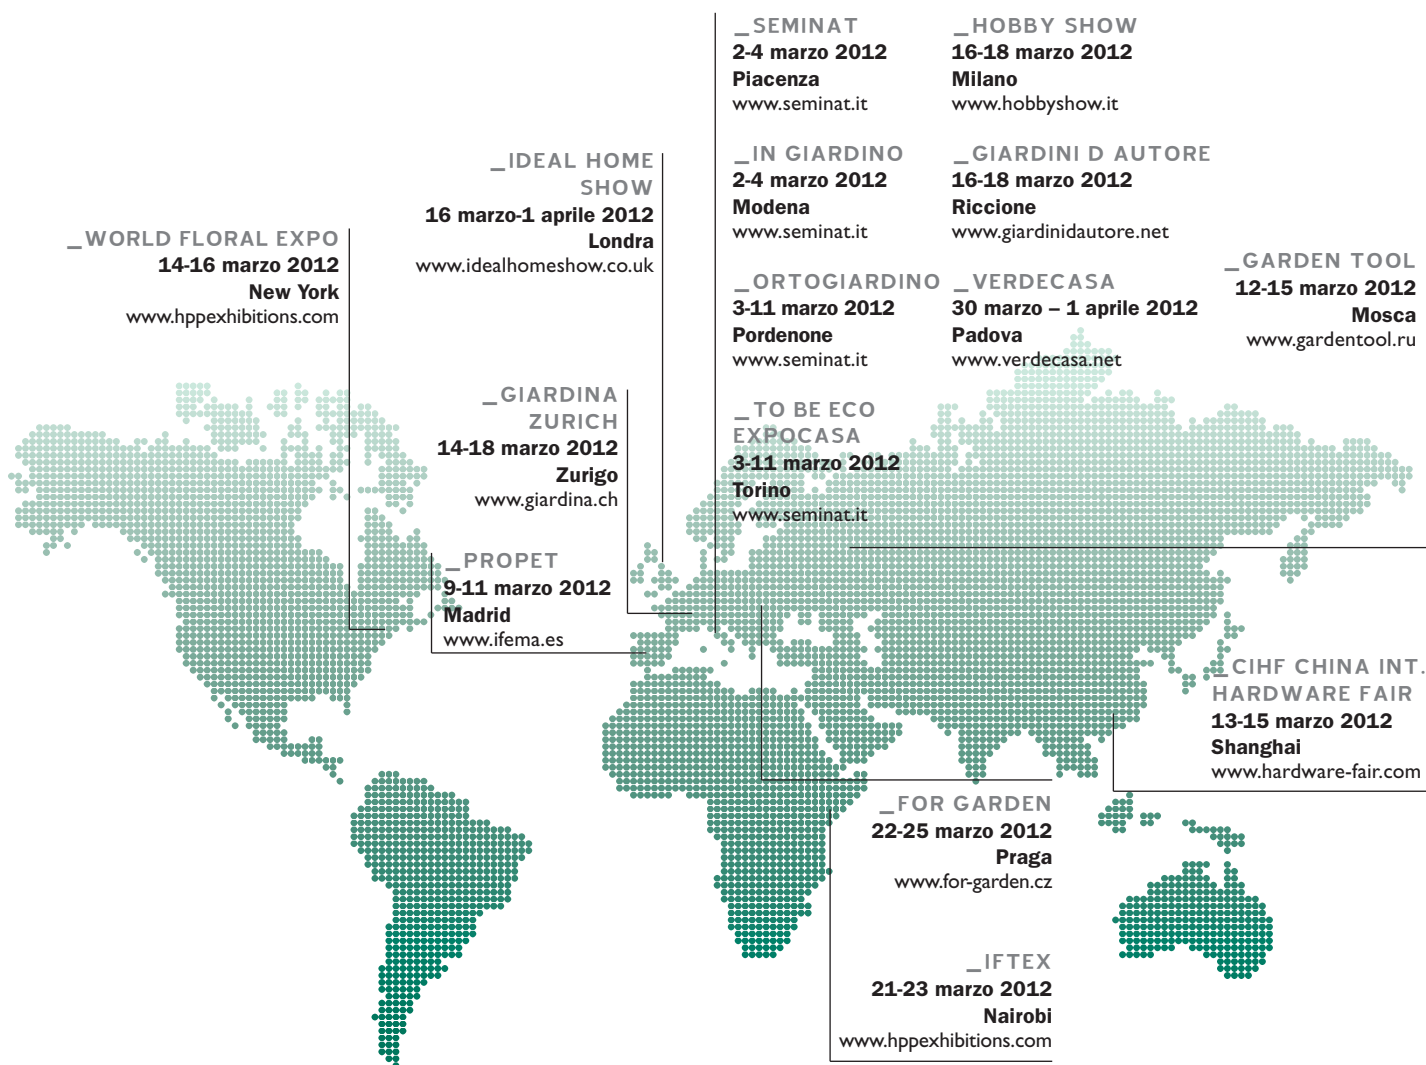 _SEMINAT
2-4 marzo 2012
Piacenza
www.seminat.it
_HOBBY SHOW
16-18 marzo 2012
Milano
www.hobbyshow.it
_IN GIARDINO
2-4 marzo 2012
Modena
www.seminat.it
_GIARDINI D AUTORE
16-18 marzo 2012
Riccione
www.giardinidautore.net
_ORTOGIARDINO
3-11 marzo 2012
Pordenone
www.seminat.it
_VERDECASA
30 marzo – 1 aprile 2012
Padova
www.verdecasa.net
_TO BE ECO
EXPOCASA
3-11 marzo 2012
Torino
www.seminat.it
_IDEAL HOME
SHOW
16 marzo-1 aprile 2012
Londra
www.idealhomeshow.co.uk
_WORLD FLORAL EXPO
14-16 marzo 2012
New York
www.hppexhibitions.com
_GARDEN TOOL
12-15 marzo 2012
Mosca
www.gardentool.ru
_GIARDINA
ZURICH
14-18 marzo 2012
Zurigo
www.giardina.ch
_PROPET
9-11 marzo 2012
Madrid
www.ifema.es
_CIHF CHINA INT.
HARDWARE FAIR
13-15 marzo 2012
Shanghai
www.hardware-fair.com
_FOR GARDEN
22-25 marzo 2012
Praga
www.for-garden.cz
_IFTEX
21-23 marzo 2012
Nairobi
www.hppexhibitions.com